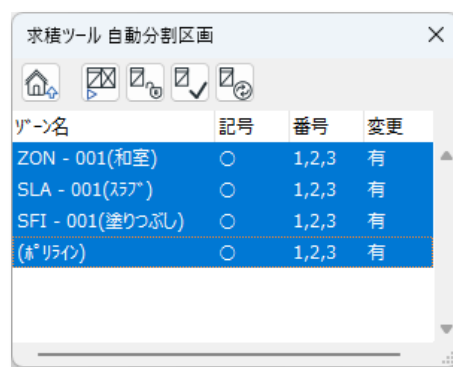 求積ツール 自動分割区画
ｿﾞｰﾝ名 記号 番号 変更
ZON - 001(和室) ○ 1,2,3 有
SLA - 001(ｽﾗﾌﾞ) ○ 1,2,3 有
SFI - 001(塗りつぶし) ○ 1,2,3 有
(ﾎﾟﾘﾗｲﾝ) ○ 1,2,3 有